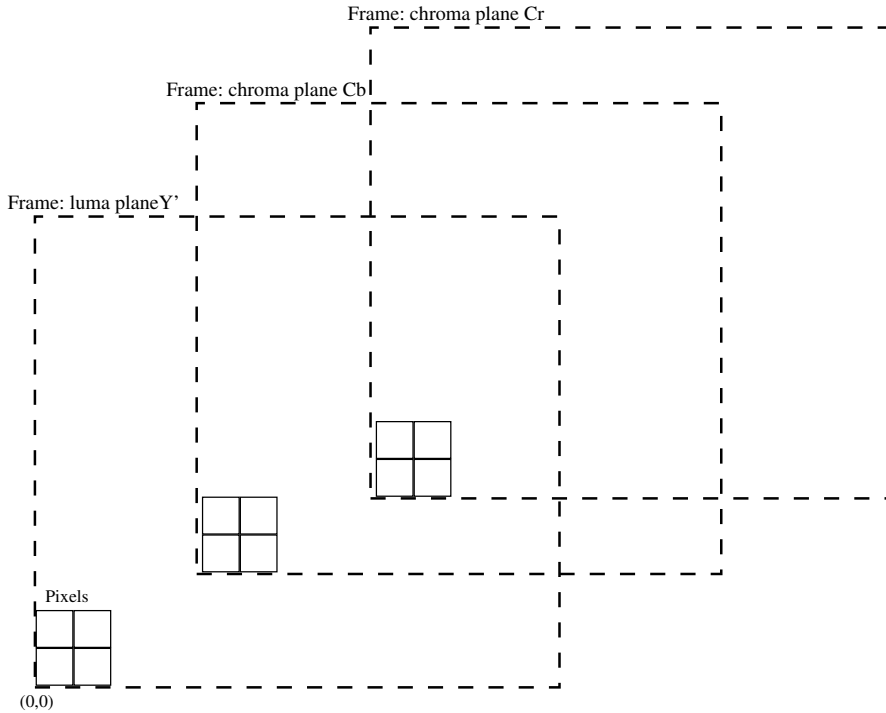 Frame: chroma plane Cr
Frame: chroma plane Cb
Frame: luma planeY’
Pixels
(0,0)